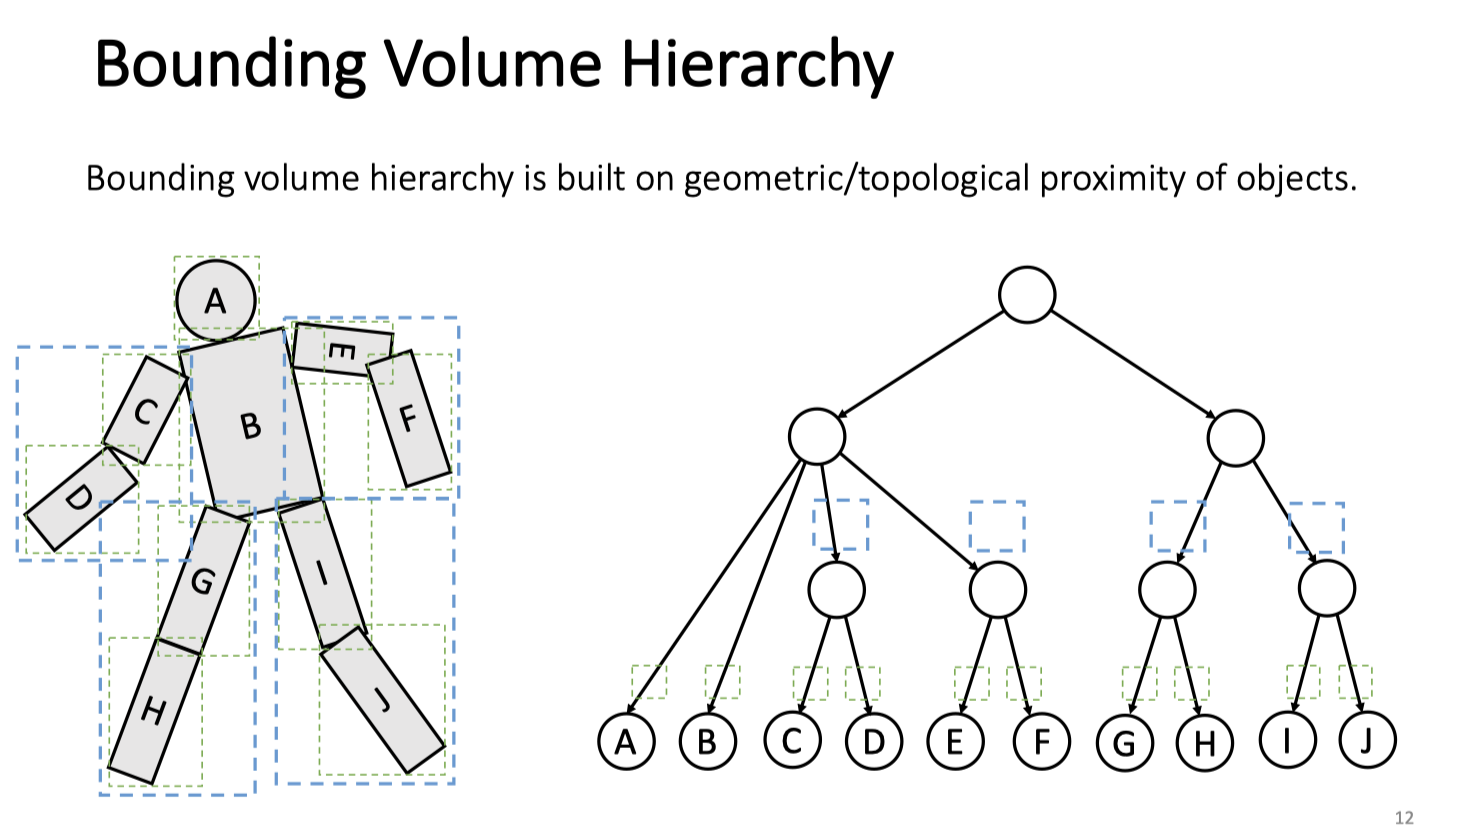 Bounding Volume Hierarchy
Bounding volume hierarchy is built on geometric/topological proximity of objects.
A
E
C
B
F
D
G
I
H
J
A B C D E F G H I J
12